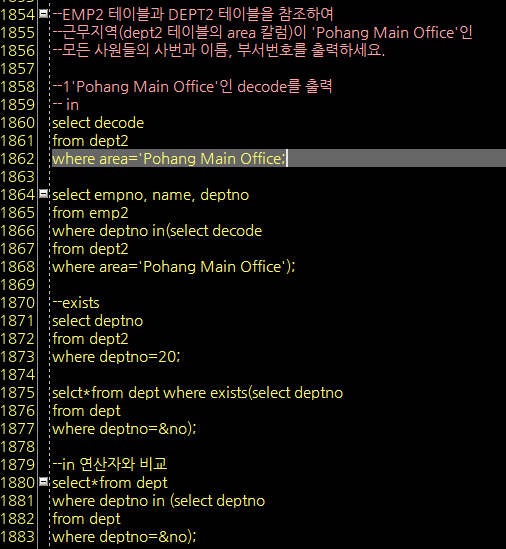 1854 --EMP2 테이블과 DEPT2 테이블을 참조하여
1855 --근무지역(dept2 테이블의 area 칼럼)이 'Pohang Main Office'인
1856 --모든 사원들의 사번과 이름, 부서번호를 출력하세요.
1857
1858 --1'Pohang Main Office'인 decode를 출력
1859 -- in
1860 select decode
1861 from dept2
1862 where area='Pohang Main Office;
1863
1864 select empno, name, deptno
1865 from emp2
1866 where deptno in(select decode
1867 from dept2
1868 where area='Pohang Main Office');
1869
1870 --exists
1871 select deptno
1872 from dept2
1873 where deptno=20;
1874
1875 selct*from dept where exists(select deptno
1876 from dept
1877 where deptno=&no);
1878
1879 --in 연산자와 비교
1880 select*from dept
1881 where deptno in (select deptno
1882 from dept
1883 where deptno=&no);